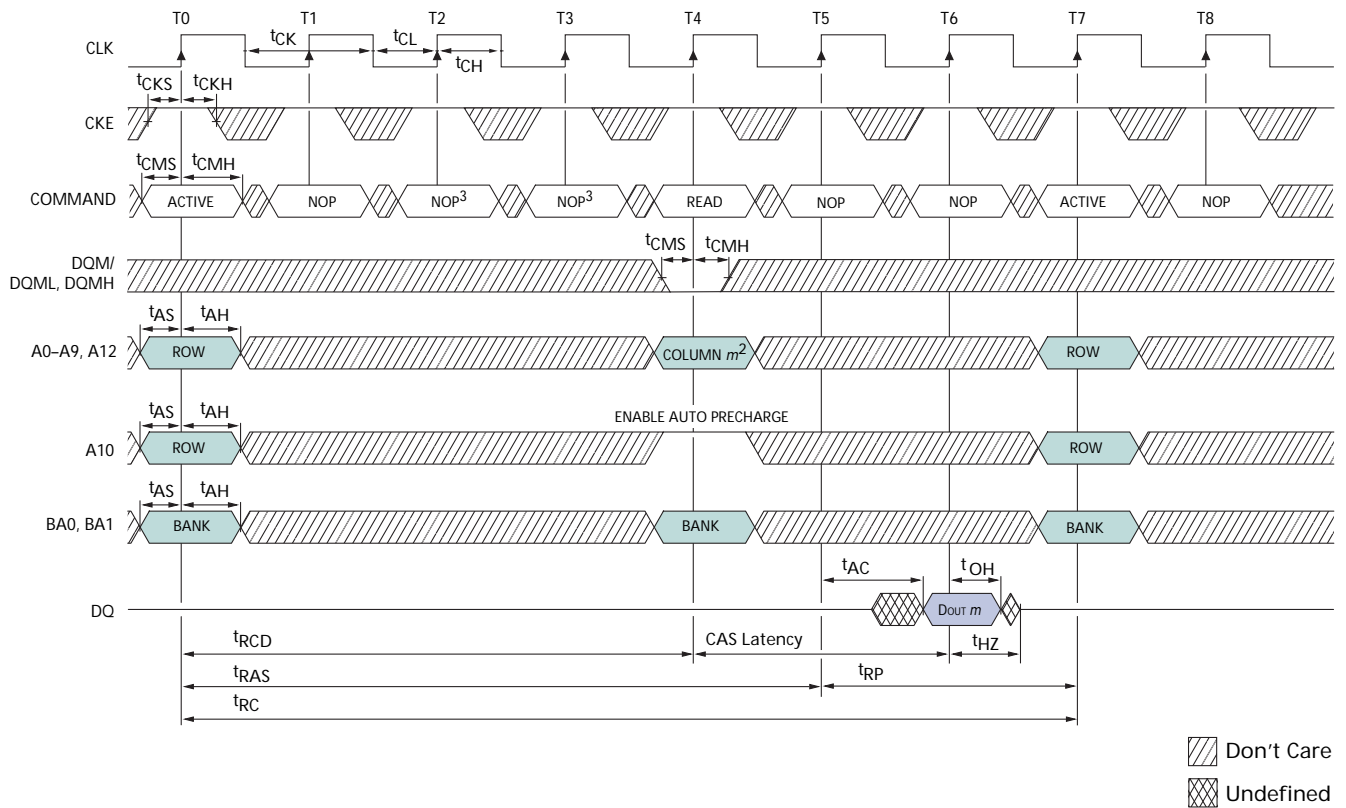 T0 T1 T2 T3 T4 T5 T6 T7 T8
CLK
tCK tCL
tCH
tCKS tCKH
CKE
tCMS tCMH
COMMAND ACTIVE NOP NOP3 NOP3 READ NOP NOP ACTIVE NOP
tCMS tCMH
DQM/
DQML, DQMH
tAS tAH
A0–A9, A12 ROW COLUMN m2 ROW
ENABLE AUTO PRECHARGE
tAS tAH
A10 ROW ROW
tAS tAH
BA0, BA1 BANK BANK BANK
tAC tOH
DQ DOUT m
tRCD CAS Latency tHZ
tRAS tRP
tRC
Don't Care
Undefined